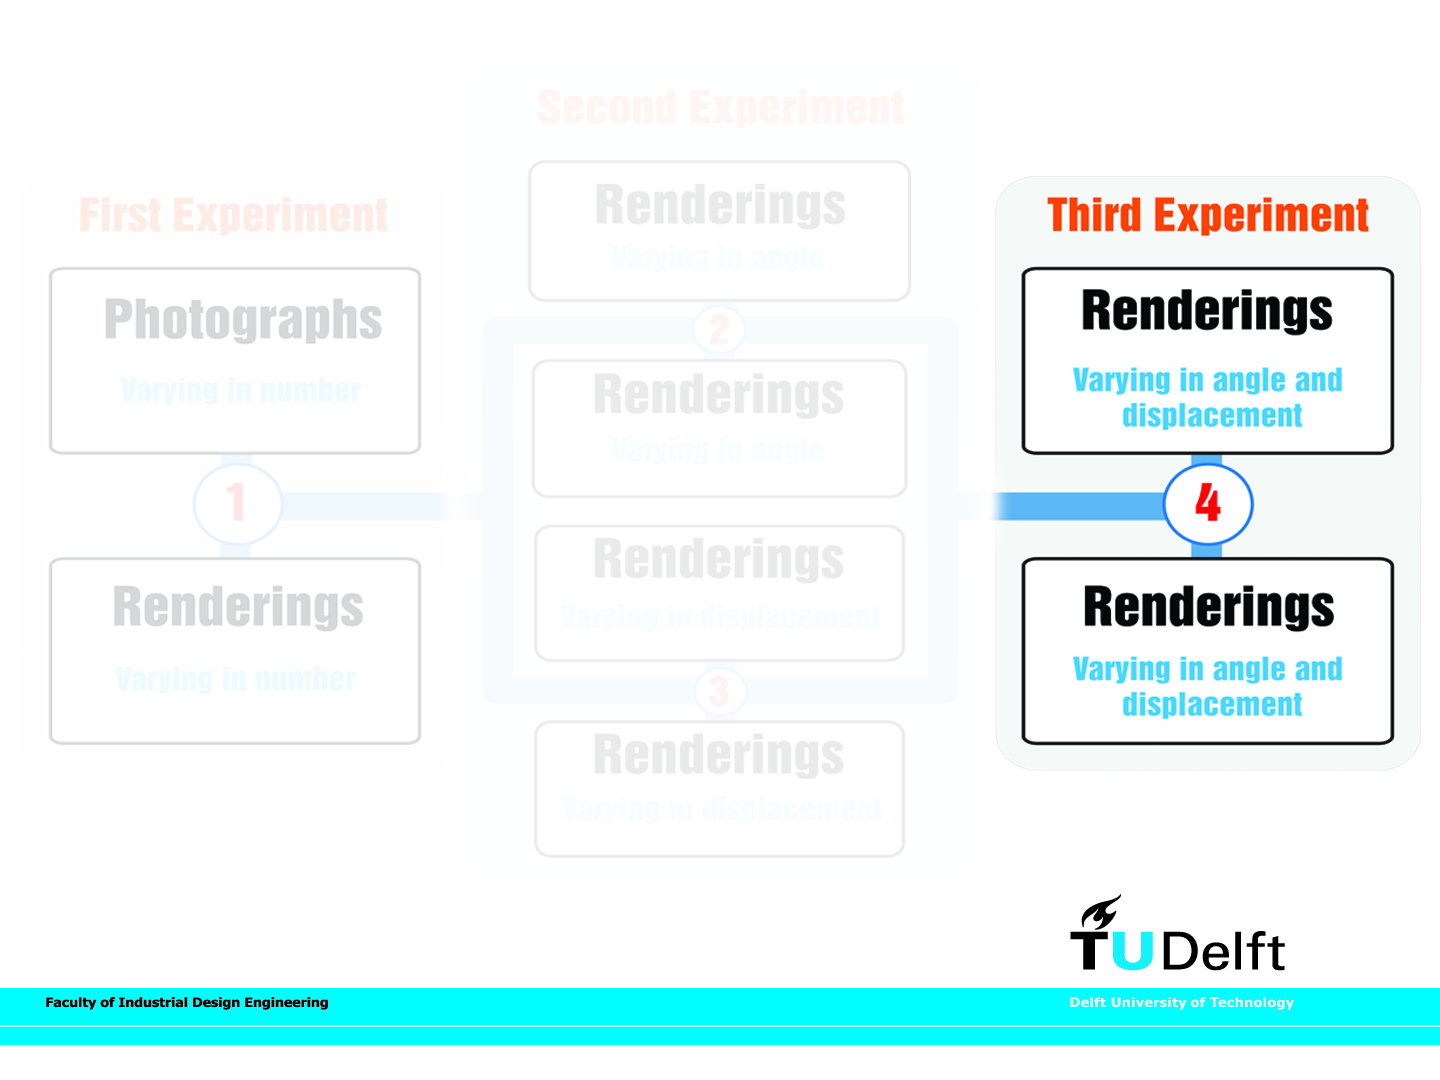 Second Experiment
Renderings
Varying in angle
2
Renderings
Varying in angle
Renderings
Varying in displacement
3
Renderings
Varying in displacement
First Experiment
Photographs
Varying in number
1
Renderings
Varying in number
Third Experiment
Renderings
Varying in angle and
displacement
4
Renderings
Varying in angle and
displacement
TUDelft
Faculty of Industrial Design Engineering
Delft University of Technology